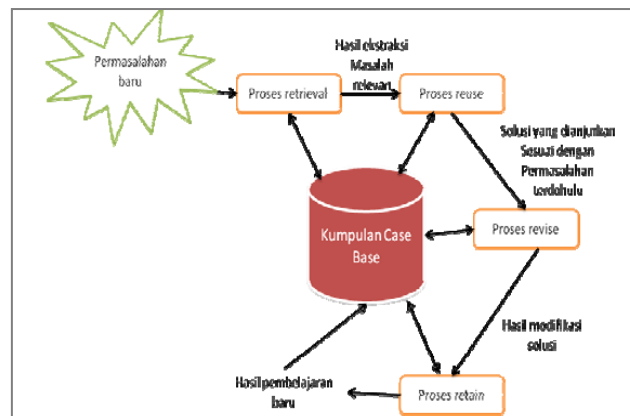 Permasalahan
baru
Proses retrieval
Hasil ekstraksi
Masalah
relevan
Proses reuse
Solusi yang dianjurkan
Sesuai dengan
Permasalahan
terdohulu
Kumpulan Case
Base
Proses revise
Hasil modifikasi
solusi
Hasil pembelajaran
baru
Proses retain